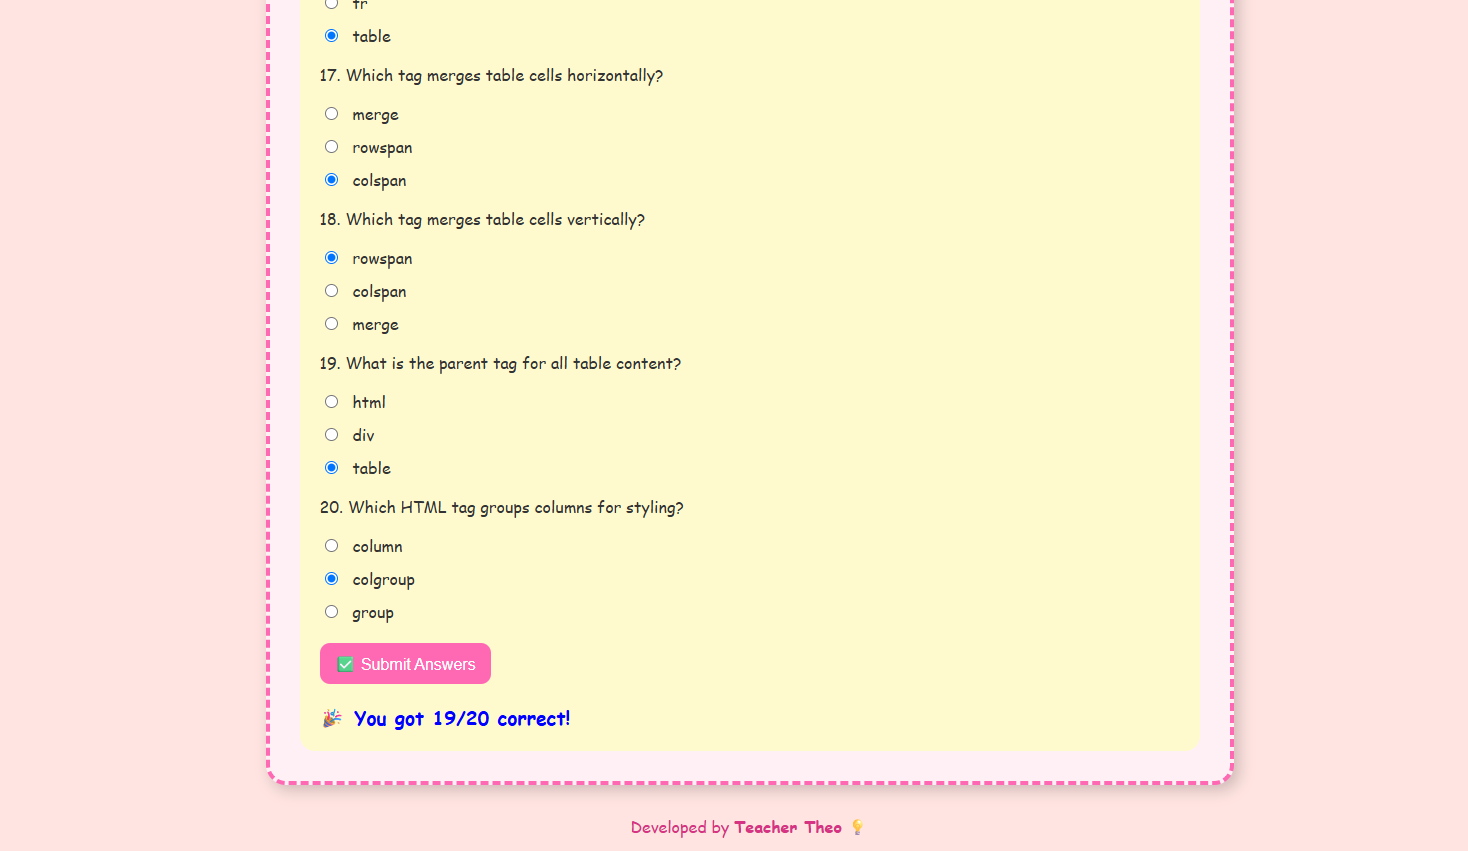 tr
table
17. Which tag merges table cells horizontally?
merge
rowspan
colspan
18. Which tag merges table cells vertically?
rowspan
colspan
merge
19. What is the parent tag for all table content?
html
div
table
20. Which HTML tag groups columns for styling?
column
colgroup
group
✅ Submit Answers
🎉 You got 19/20 correct!
Developed by Teacher Theo 💡